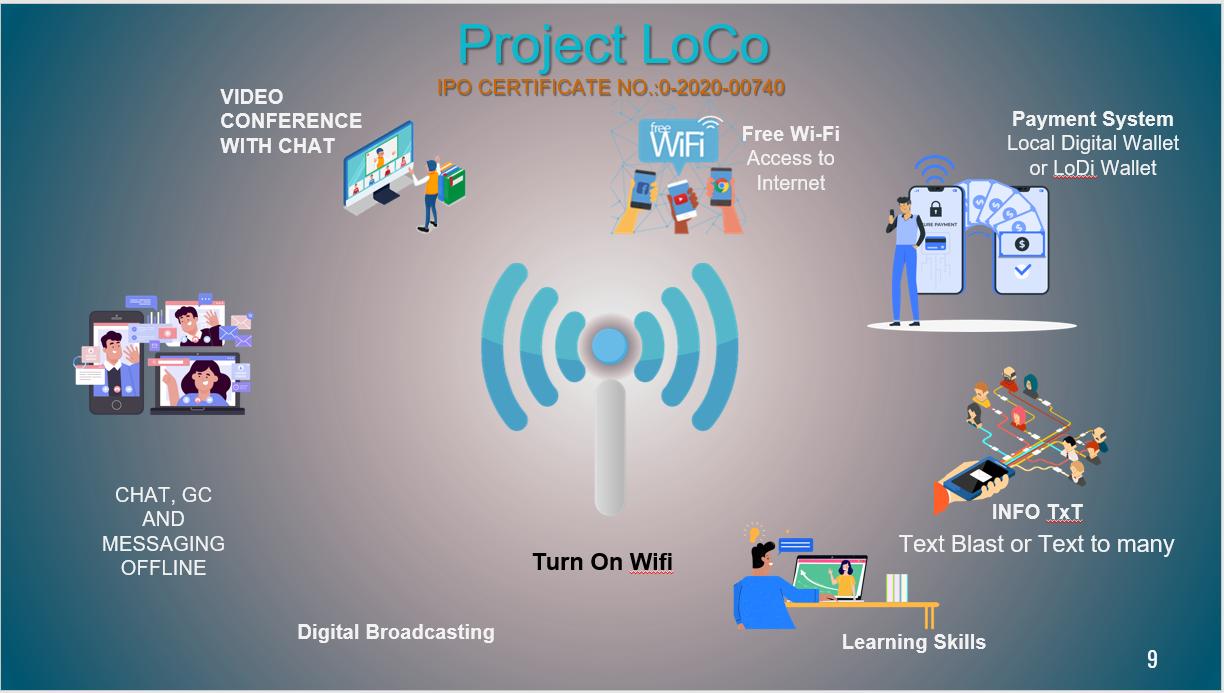 Project LoCo
IPO CERTIFICATE NO.:0-2020-00740
VIDEO
CONFERENCE
WITH CHAT
free
WiFi
Free Wi-Fi
Access to
Internet
Payment System
Local Digital Wallet
or LoDi Wallet
URE PAYMENT
CHAT, GC
AND
MESSAGING
OFFLINE
Turn On Wifi
INFO TxT
Text Blast or Text to many
Digital Broadcasting
Learning Skills
9